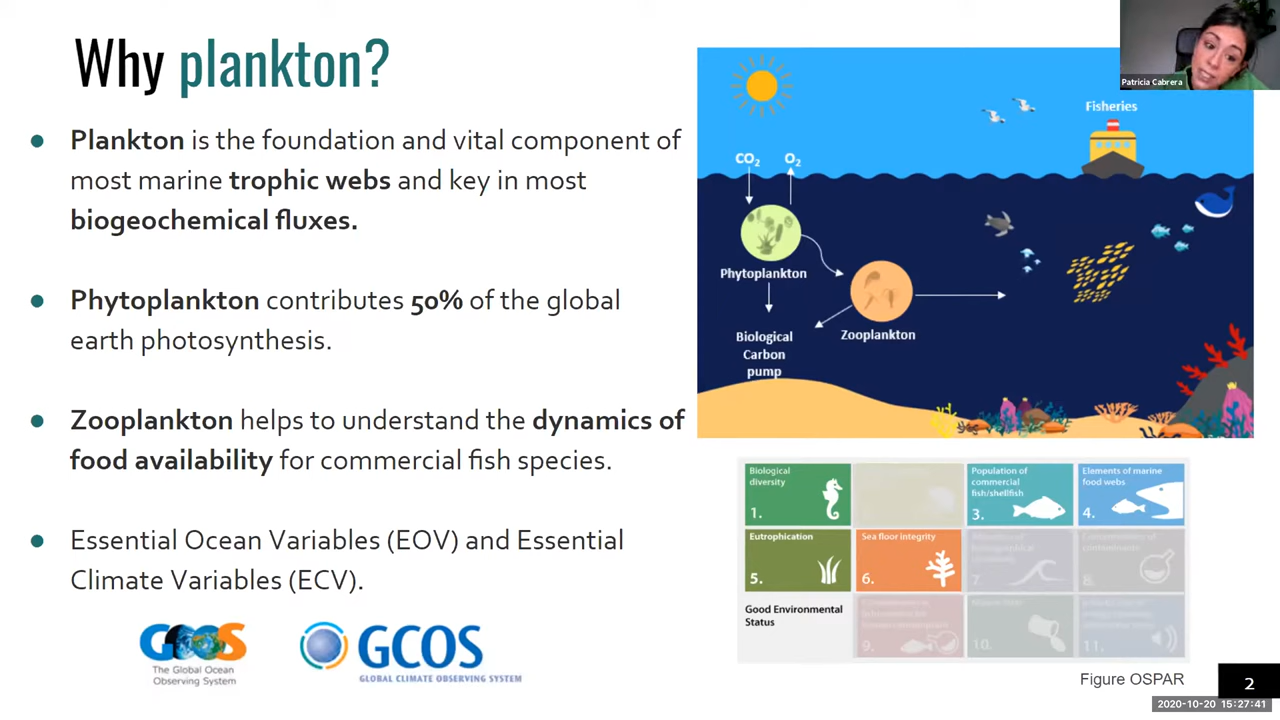 Why plankton?
Patricia Cabrera
• Plankton is the foundation and vital component of
most marine trophic webs and key in most
biogeochemical fluxes.
• Phytoplankton contributes 50% of the global
earth photosynthesis.
• Zooplankton helps to understand the dynamics of
food availability for commercial fish species.
• Essential Ocean Variables (EOV) and Essential
Climate Variables (ECV).
GOOS
The Global Ocean
Observing System
GCOS
GLOBAL CLIMATE OBSERVING SYSTEM
Fisheries
CO₂ O₂
Phytoplankton
Zooplankton
Biological
Carbon
pump
Biological
diversity
1.
Population of
commercial
fish/shellfish
3.
Elements of marine
food webs
4.
Eutrophication
5.
Sea floor integrity
6.
7.
8.
Good Environmental
Status
9.
10.
11.
Figure OSPAR
2
2020-10-20 15:27:41